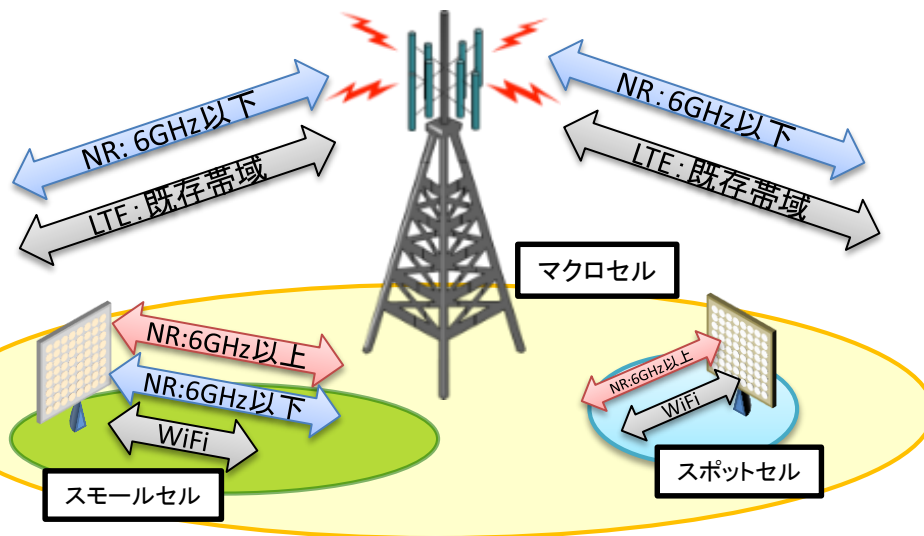 NR: 6GHz以下
LTE：既存帯域
NR：6GHz以下
LTE：既存帯域
マクロセル
NR:6GHz以上
NR:6GHz以下
WiFi
スモールセル
NR:6GHz以上
WiFi
スポットセル